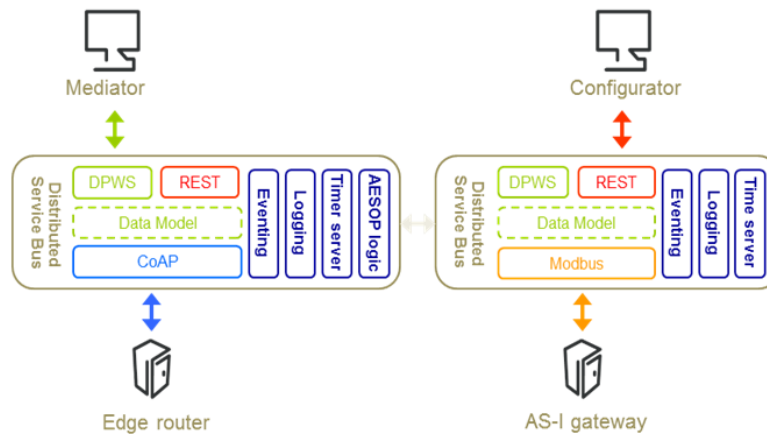 Mediator
Configurator
Distributed
Service Bus
DPWS
REST
Data Model
CoAP
Eventing
Logging
Timer server
AESOP logic
Distributed
Service Bus
DPWS
REST
Data Model
Modbus
Eventing
Logging
Time server
Edge router
AS-I gateway